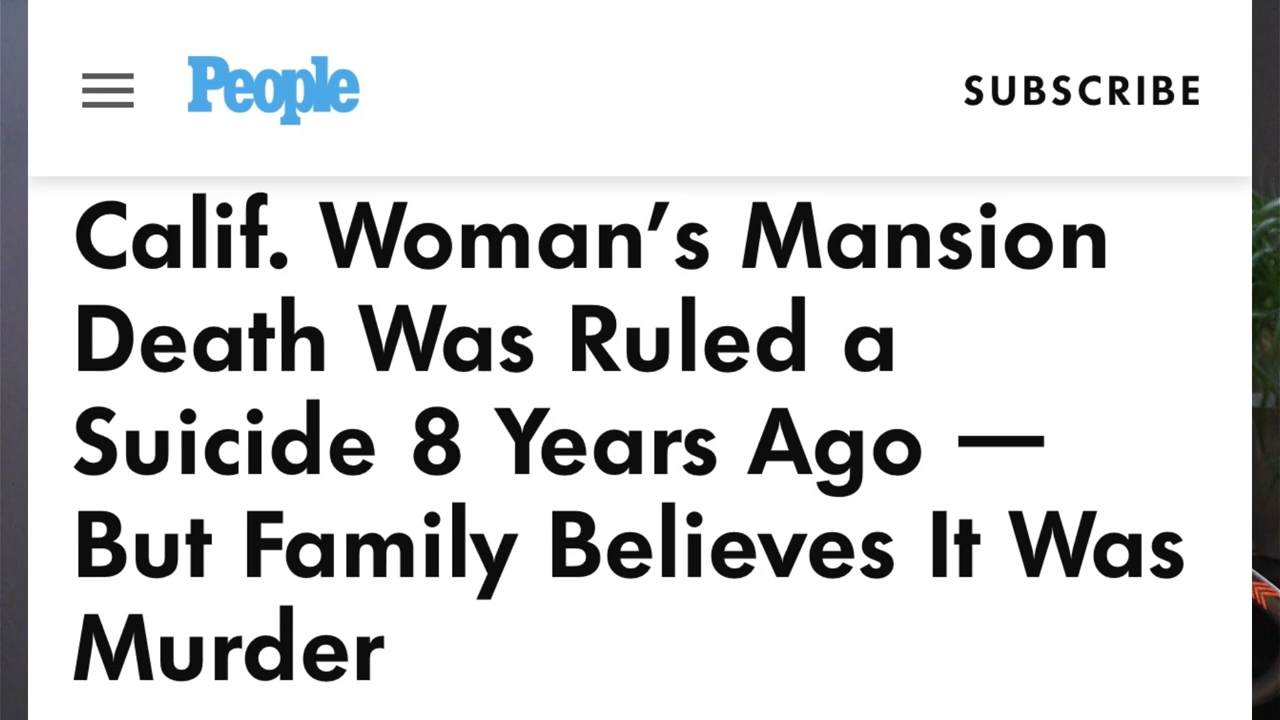 People
SUBSCRIBE
Calif. Woman’s Mansion
Death Was Ruled a
Suicide 8 Years Ago —
But Family Believes It Was
Murder